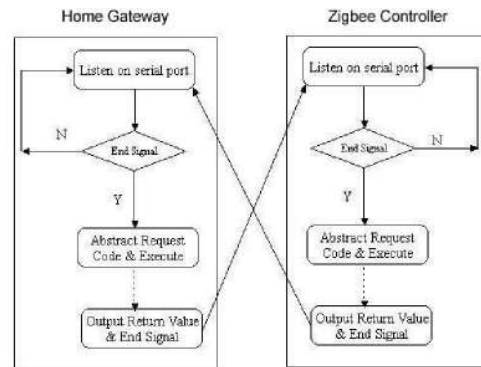 Home Gateway
Listen on serial port
N
End Signal
Y
Abstract Request
Code & Execute
Output Return Value
& End Signal
Zigbee Controller
Listen on serial port
End Signal
N
Y
Abstract Request
Code & Execute
Output Return Value
& End Signal